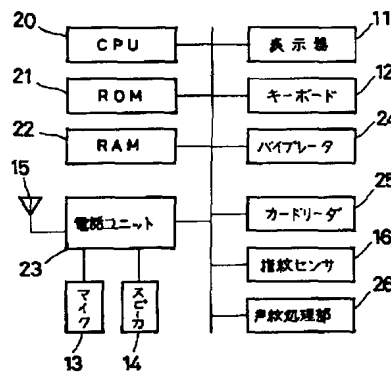 20 CPU
表示器 11
21 ROM
キーボード 12
22 RAM
バイブレータ 24
15
電話ユニット 23
カードリーダ 25
指紋センサ 16
声紋処理部 26
マイク 13
スピーカ 14